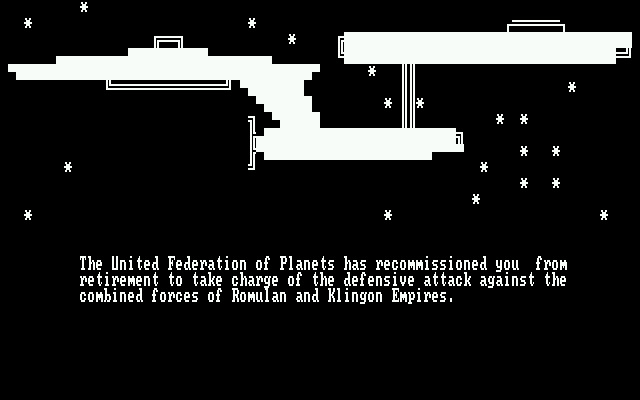 The United Federation of Planets has recommissioned you  from
retirement to take charge of the defensive attack against the
combined forces of Romulan and Klingon Empires.